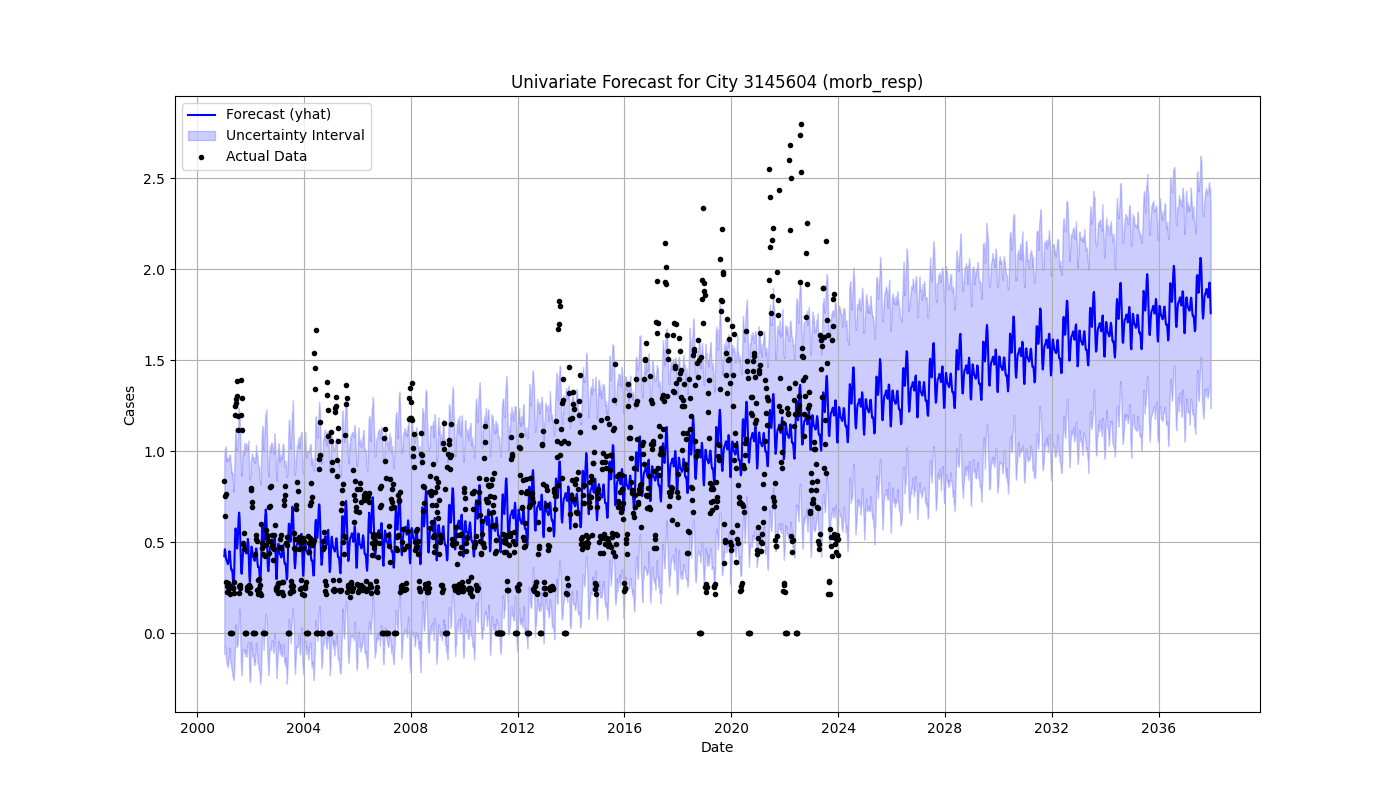 Univariate Forecast for City 3145604 (morb_resp)
Forecast (yhat)
Uncertainty Interval
Actual Data
Cases
2.5
2.0
1.5
1.0
0.5
0.0
2000 2004 2008 2012 2016 2020 2024 2028 2032 2036
Date